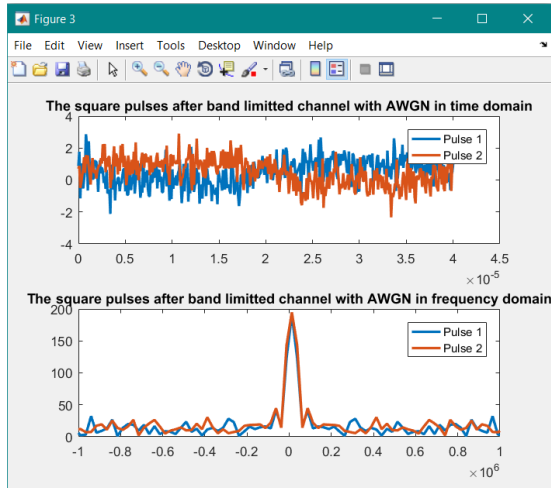 Figure 3
File Edit View Insert Tools Desktop Window Help
The square pulses after band limitted channel with AWGN in time domain
4
2
0
-2
-4
Pulse 1
Pulse 2
0 0.5 1 1.5 2 2.5 3 3.5 4 4.5
×10-5
The square pulses after band limitted channel with AWGN in frequency domain
200
150
100
50
0
Pulse 1
Pulse 2
-1 -0.8 -0.6 -0.4 -0.2 0 0.2 0.4 0.6 0.8 1
×10^6